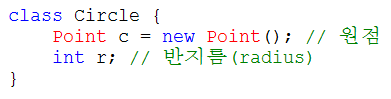 class Circle {
    Point c = new Point(); // 원점
    int r; // 반지름(radius)
}